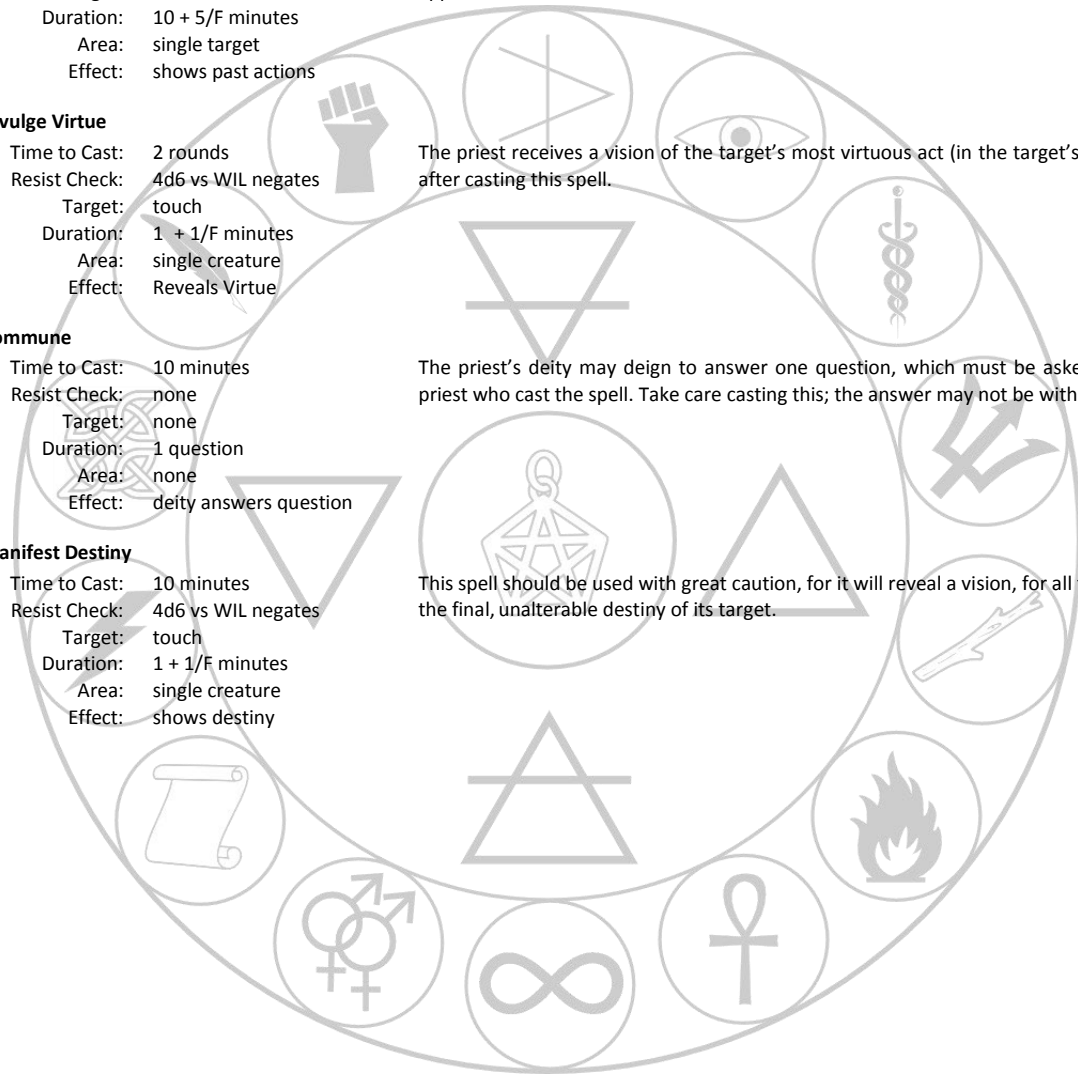 Duration: 10 + 5/F minutes
Area: single target
Effect: shows past actions
vulge Virtue
Time to Cast: 2 rounds
Resist Check: 4d6 vs WIL negates
Target: touch
Duration: 1 + 1/F minutes
Area: single creature
Effect: Reveals Virtue
The priest receives a vision of the target’s most virtuous act (in the target’s
after casting this spell.
ommune
Time to Cast: 10 minutes
Resist Check: none
Target: none
Duration: 1 question
Area: none
Effect: deity answers question
The priest’s deity may deign to answer one question, which must be aske
priest who cast the spell. Take care casting this; the answer may not be with
anifest Destiny
Time to Cast: 10 minutes
Resist Check: 4d6 vs WIL negates
Target: touch
Duration: 1 + 1/F minutes
Area: single creature
Effect: shows destiny
This spell should be used with great caution, for it will reveal a vision, for all
the final, unalterable destiny of its target.